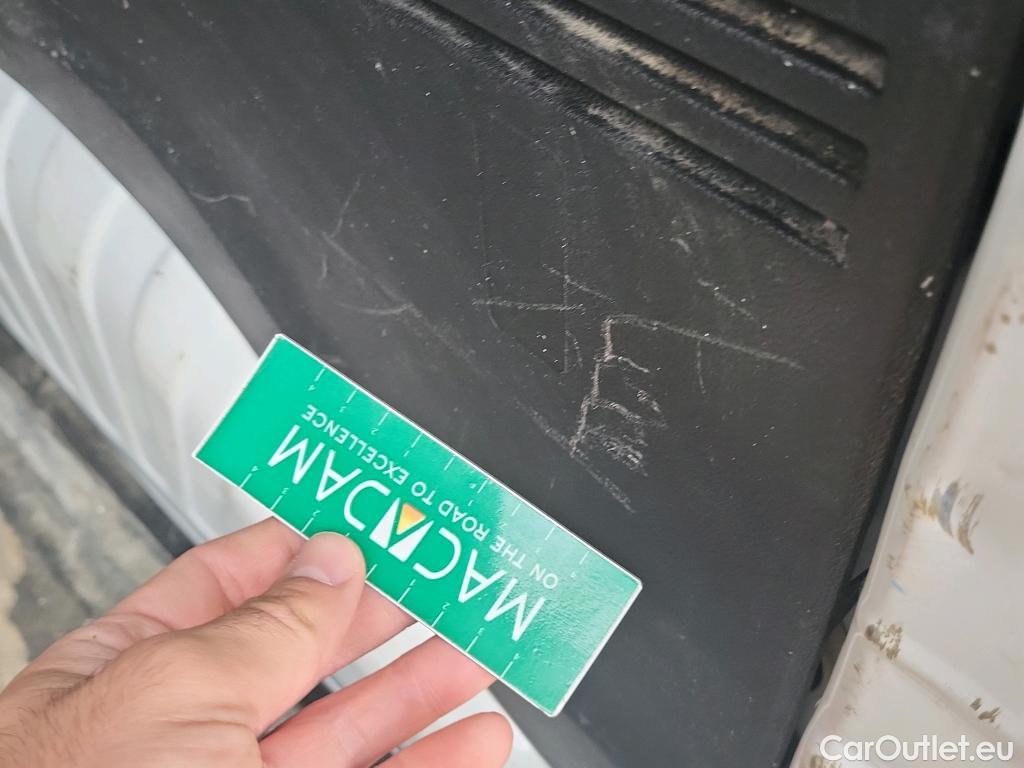 MACADAM
ON THE ROAD TO EXCELLENCE
CarOutlet.eu